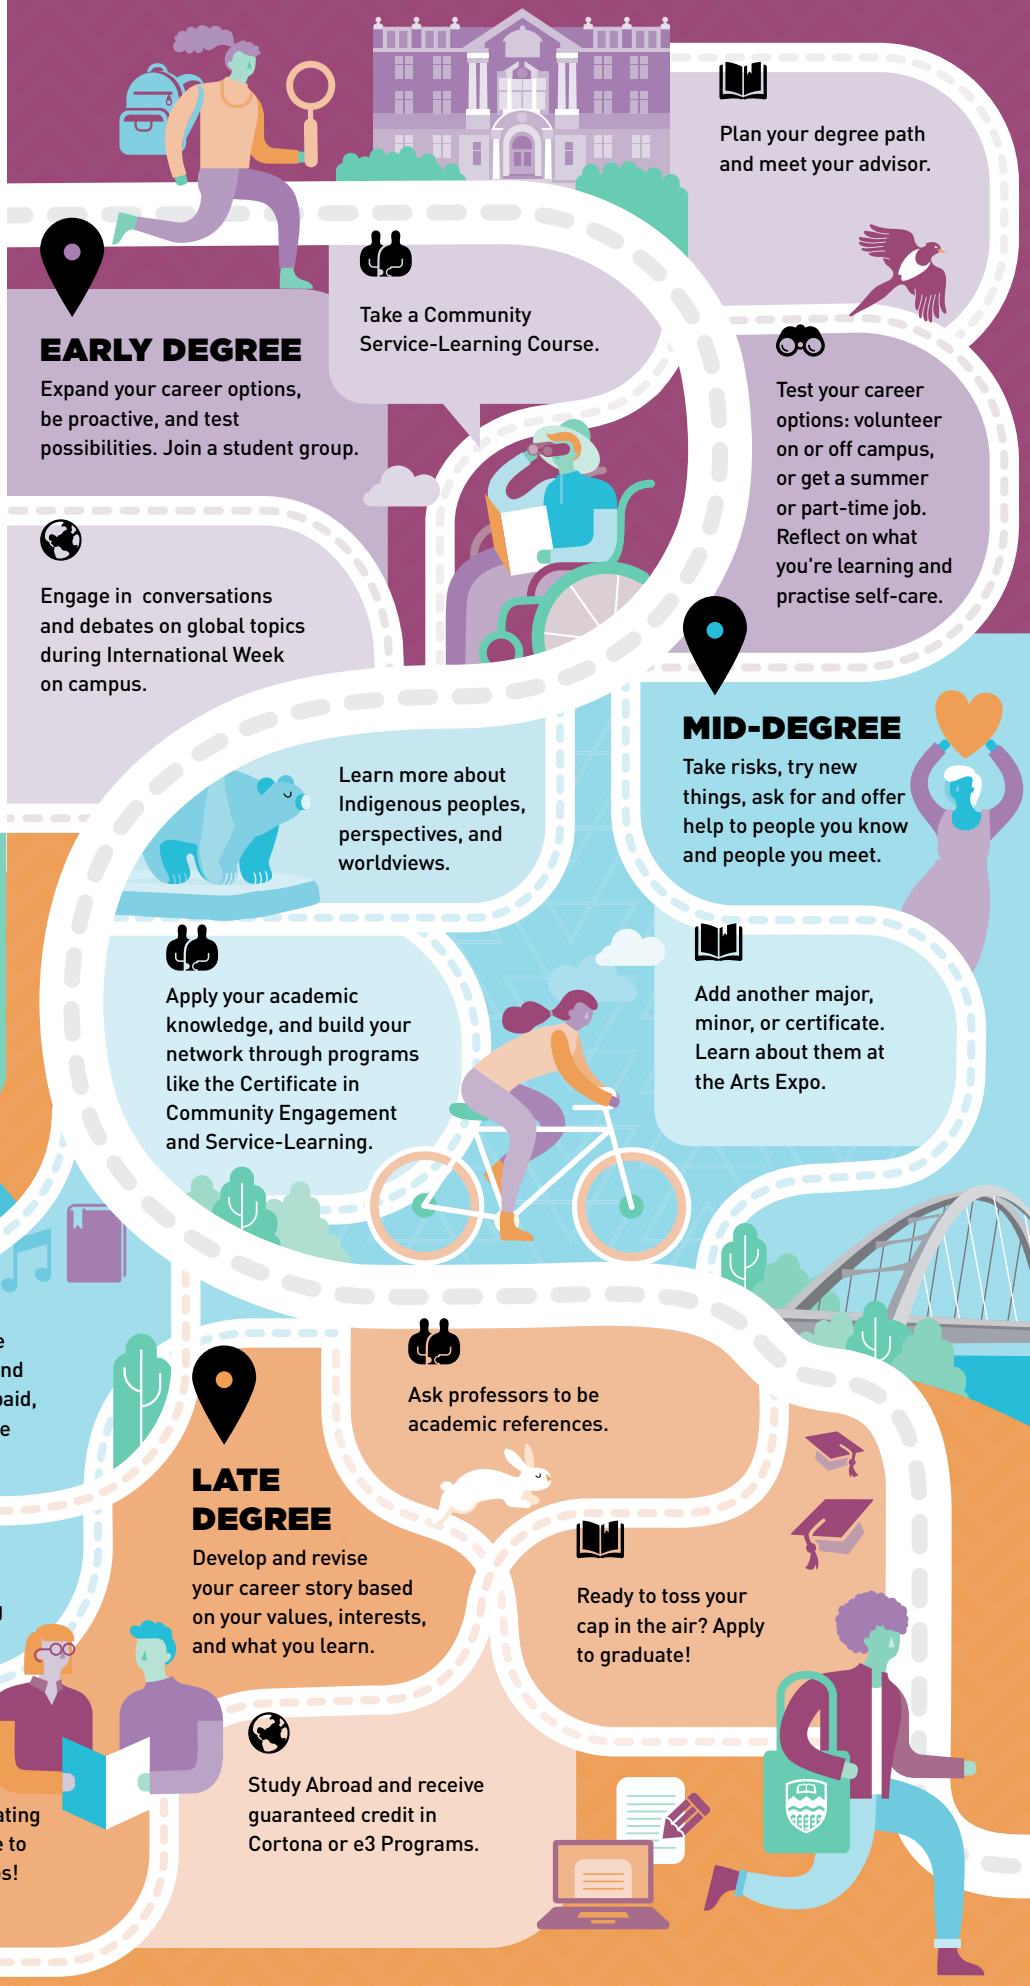 Plan your degree path
and meet your advisor.
Take a Community
Service-Learning Course.
EARLY DEGREE
Expand your career options,
be proactive, and test
possibilities. Join a student group.
Test your career
options: volunteer
on or off campus,
or get a summer
or part-time job.
Reflect on what
you're learning and
practise self-care.
Engage in conversations
and debates on global topics
during International Week
on campus.
MID-DEGREE
Take risks, try new
things, ask for and offer
help to people you know
and people you meet.
Learn more about
Indigenous peoples,
perspectives, and
worldviews.
Apply your academic
knowledge, and build your
network through programs
like the Certificate in
Community Engagement
and Service-Learning.
Add another major,
minor, or certificate.
Learn about them at
the Arts Expo.
Ask professors to be
academic references.
LATE
DEGREE
Develop and revise
your career story based
on your values, interests,
and what you learn.
Ready to toss your
cap in the air? Apply
to graduate!
Study Abroad and receive
guaranteed credit in
Cortona or e3 Programs.
to